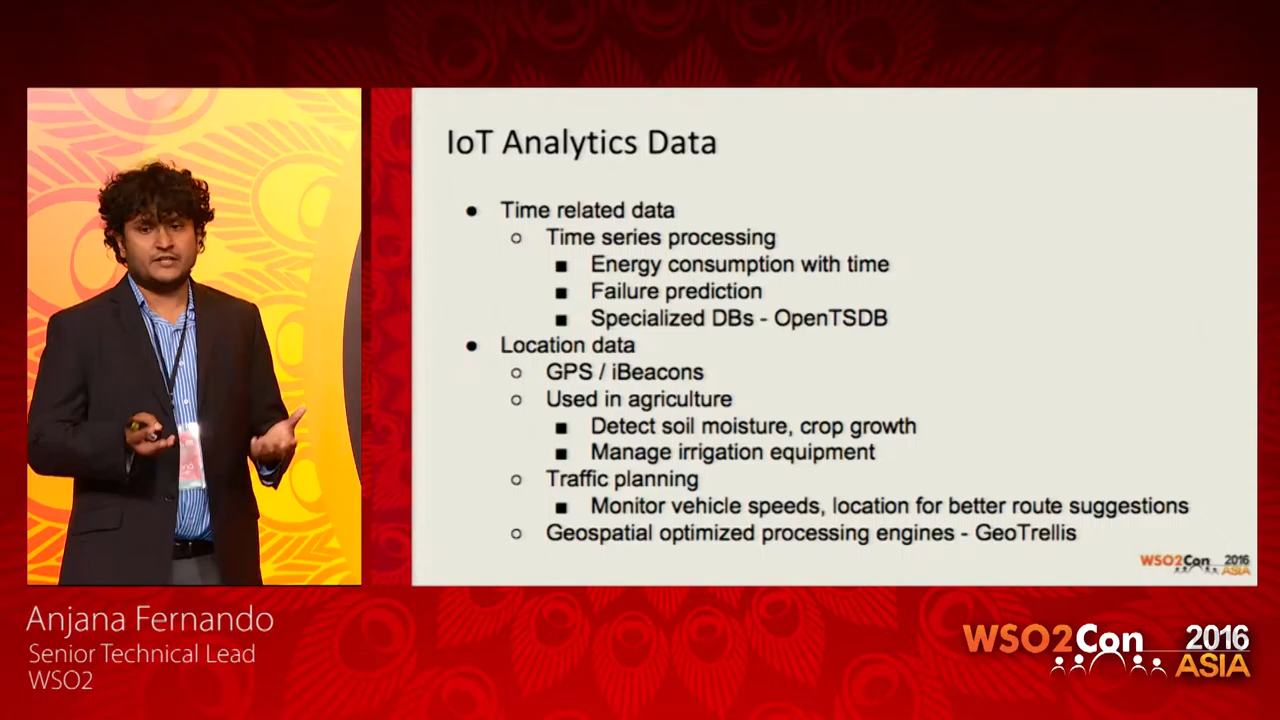 IoT Analytics Data
● Time related data
○ Time series processing
■ Energy consumption with time
■ Failure prediction
■ Specialized DBs - OpenTSDB
● Location data
○ GPS / iBeacons
○ Used in agriculture
■ Detect soil moisture, crop growth
■ Manage irrigation equipment
○ Traffic planning
■ Monitor vehicle speeds, location for better route suggestions
○ Geospatial optimized processing engines - GeoTrellis
WSO2Con 2016
ASIA
Anjana Fernando
Senior Technical Lead
WSO2
WSO2Con 2016
ASIA